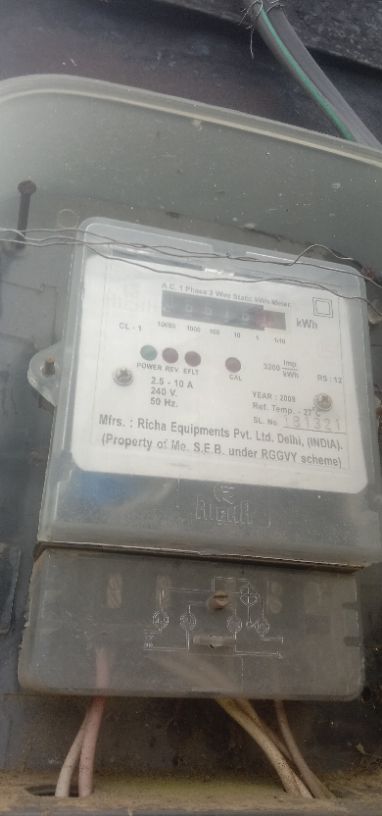 A.C. 1 Phase 2 Wire Static kWh Meter
kWh
10000 1000 100 10 1 1/10
CL - 1
POWER REV. EFLT
CAL
3200 Imp/kWh
RS : 12
2.5 - 10 A
240 V.
50 Hz.
YEAR : 2009
Ref. Temp. - 27°C
SL. No 181321
Mfrs. : Richa Equipments Pvt. Ltd. Delhi, (INDIA).
(Property of Me. S.E.B. under RGGVY scheme)
RICHA